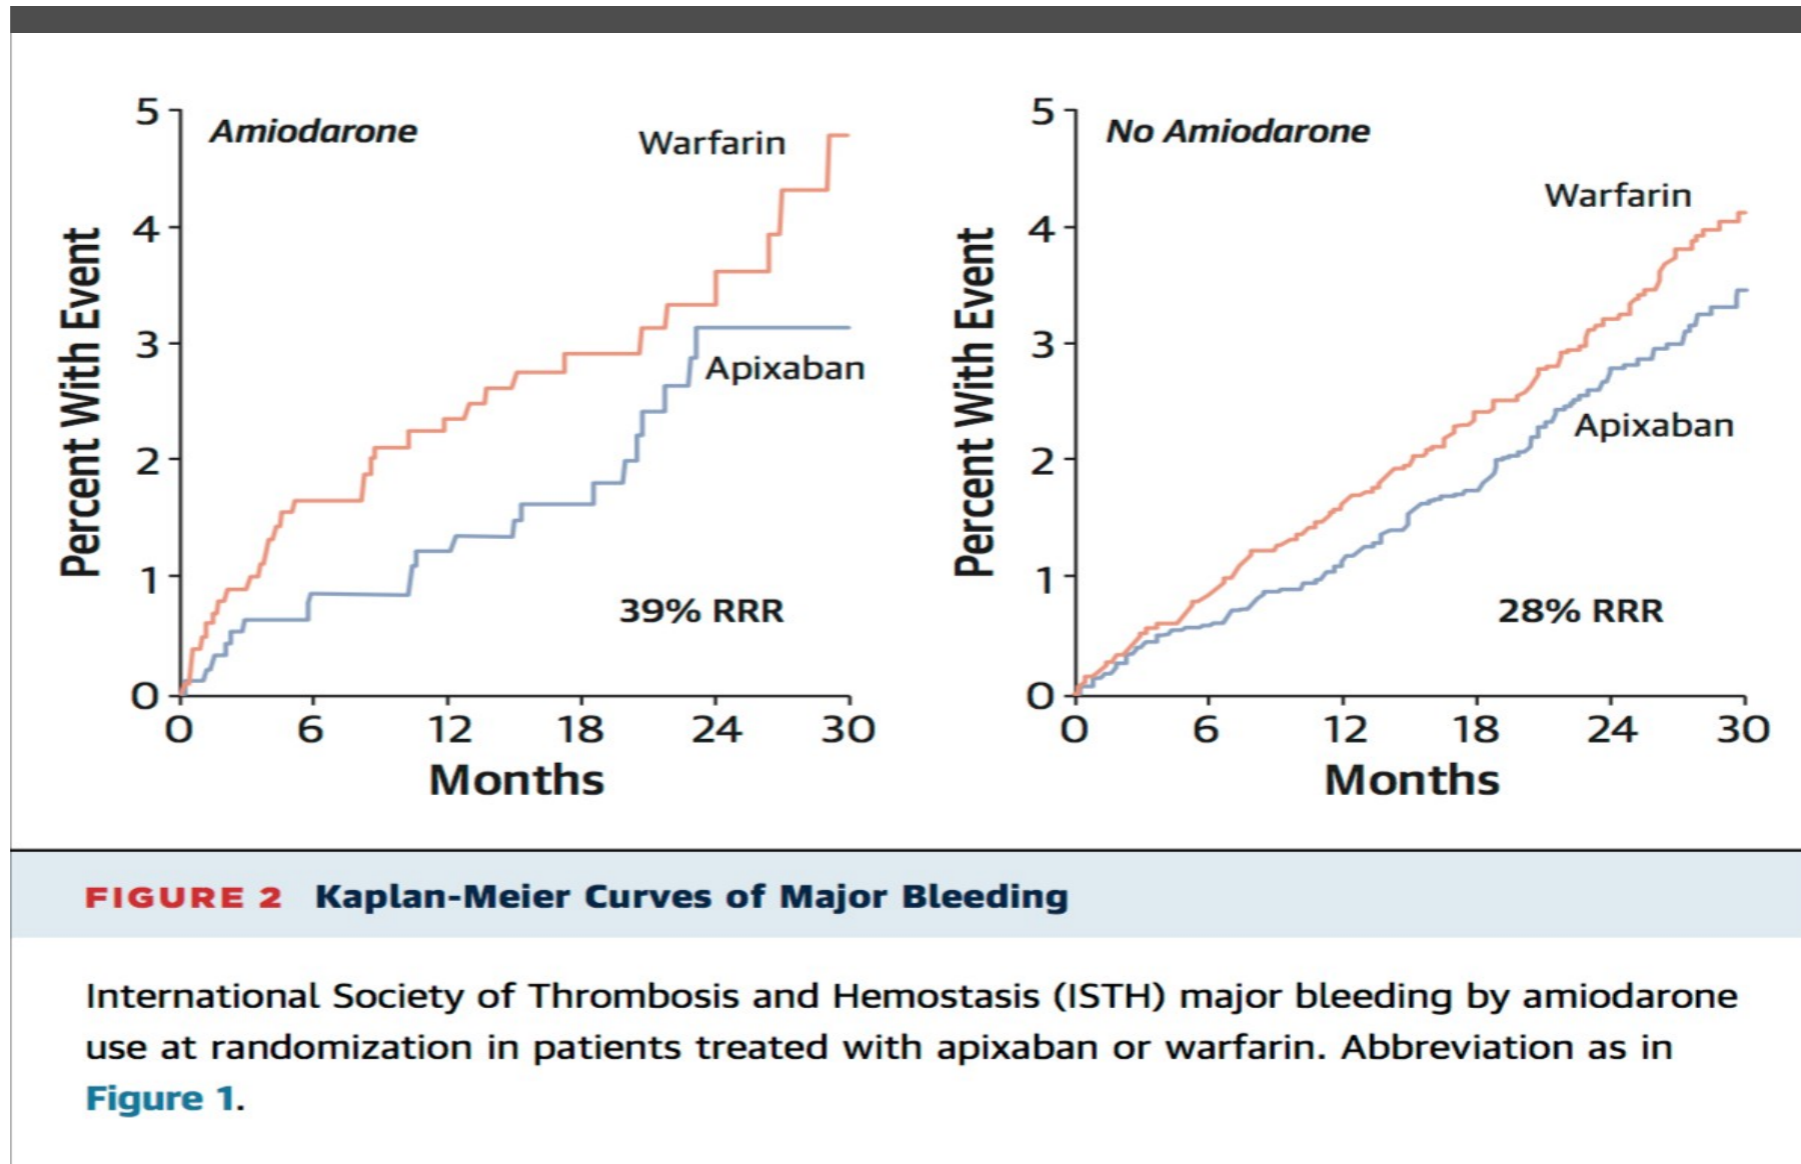 Amiodarone
Warfarin
Apixaban
39% RRR
Percent With Event
5
4
3
2
1
0
0 6 12 18 24 30
Months
No Amiodarone
Warfarin
Apixaban
28% RRR
Percent With Event
5
4
3
2
1
0
0 6 12 18 24 30
Months
FIGURE 2 Kaplan-Meier Curves of Major Bleeding
International Society of Thrombosis and Hemostasis (ISTH) major bleeding by amiodarone
use at randomization in patients treated with apixaban or warfarin. Abbreviation as in
Figure 1.